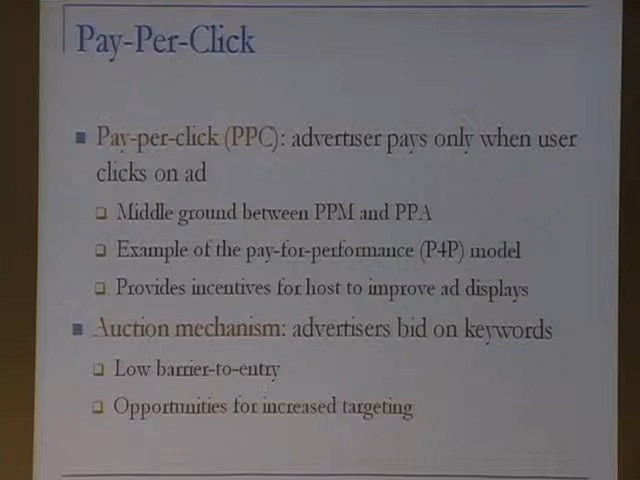 Pay-Per-Click
Pay-per-click (PPC): advertiser pays only when user
clicks on ad
Middle ground between PPM and PPA
Example of the pay-for-performance (P4P) model
Provides incentives for host to improve ad displays
Auction mechanism: advertisers bid on keywords
Low barrier-to-entry
Opportunities for increased targeting